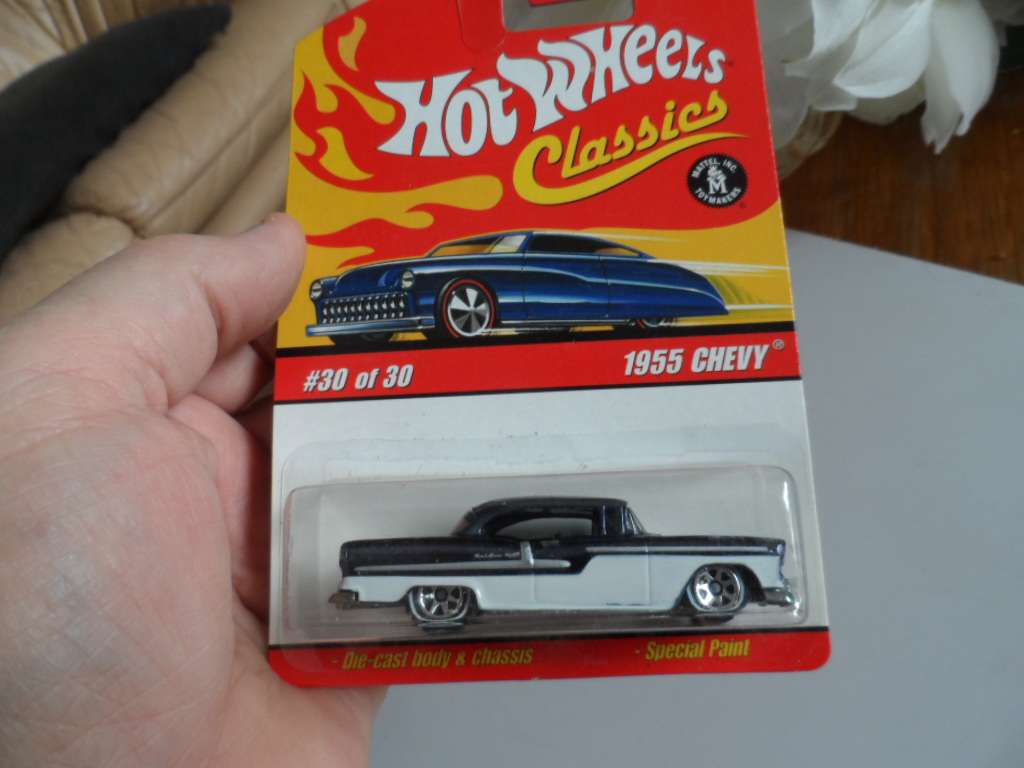 HOT WHEELS
Classics
MATTEL, INC.
M
TOYMAKERS
#30 of 30
1955 CHEVY®
- Die-cast body & chassis
- Special Paint